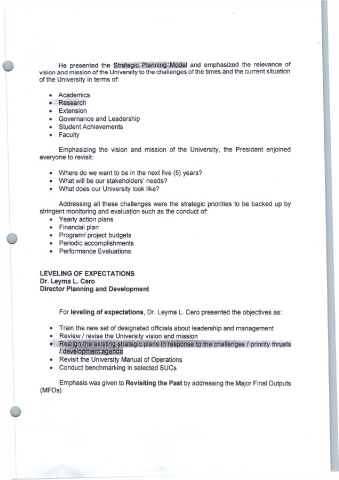 He presented the Strategic Planning Model and emphasized the relevance of
vision and mission of the University to the challenges of the times and the current situation
of the University in terms of:
• Academics
• Research
• Extension
• Governance and Leadership
• Student Achievements
• Faculty
Emphasizing the vision and mission of the University, the President enjoined
everyone to revisit:
• Where do we want to be in the next five (5) years?
• What will be our stakeholders' needs?
• What does our University look like?
Addressing all these challenges were the strategic priorities to be backed up by
stringent monitoring and evaluation such as the conduct of:
• Yearly action plans
• Financial plan
• Program/ project budgets
• Periodic accomplishments
• Performance Evaluations
LEVELING OF EXPECTATIONS
Dr. Leyma L. Cero
Director Planning and Development
For leveling of expectations, Dr. Leyma L. Cero presented the objectives as:
• Train the new set of designated officials about leadership and management
• Review / revise the University vision and mission
• Realign the existing strategic plans in response to the challenges / priority thrusts
/ development agenda
• Revisit the University Manual of Operations
• Conduct benchmarking in selected SUCs
Emphasis was given to Revisiting the Past by addressing the Major Final Outputs
(MFOs)